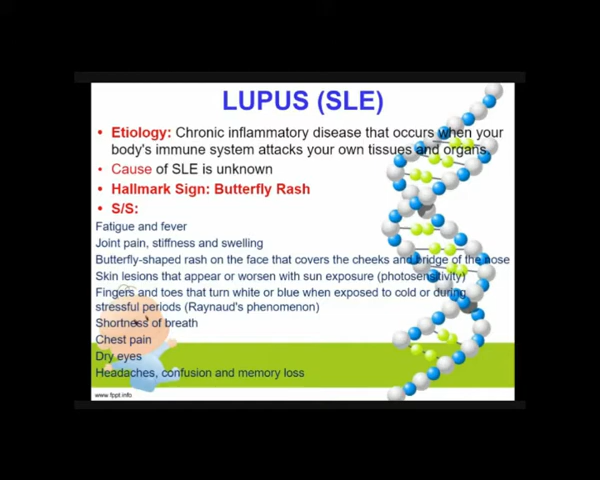 LUPUS (SLE)
• Etiology: Chronic inflammatory disease that occurs when your
body's immune system attacks your own tissues and organs.
• Cause of SLE is unknown
• Hallmark Sign: Butterfly Rash
• S/S:
Fatigue and fever
Joint pain, stiffness and swelling
Butterfly-shaped rash on the face that covers the cheeks and bridge of the nose
Skin lesions that appear or worsen with sun exposure (photosensitivity)
Fingers and toes that turn white or blue when exposed to cold or during
stressful periods (Raynaud's phenomenon)
Shortness of breath
Chest pain
Dry eyes
Headaches, confusion and memory loss
www.fppt.info